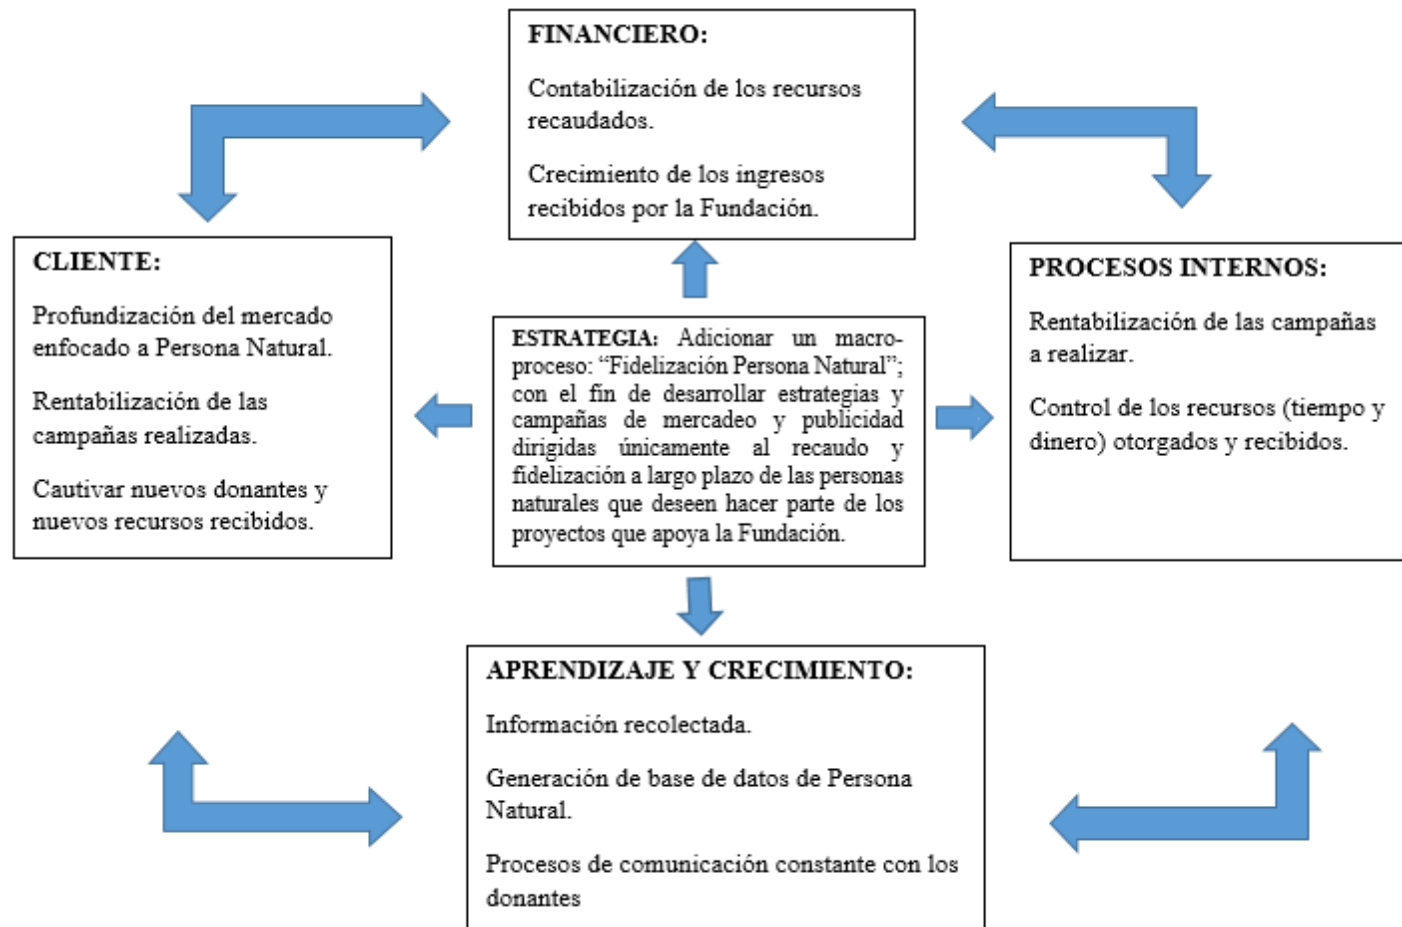 FINANCIERO:
Contabilización de los recursos
recaudados.
Crecimiento de los ingresos
recibidos por la Fundación.
CLIENTE:
Profundización del mercado
enfocado a Persona Natural.
Rentabilización de las
campañas realizadas.
Cautivar nuevos donantes y
nuevos recursos recibidos.
ESTRATEGIA: Adicionar un macro-
proceso: “Fidelización Persona Natural”;
con el fin de desarrollar estrategias y
campañas de mercadeo y publicidad
dirigidas únicamente al recaudo y
fidelización a largo plazo de las personas
naturales que deseen hacer parte de los
proyectos que apoya la Fundación.
PROCESOS INTERNOS:
Rentabilización de las campañas
a realizar.
Control de los recursos (tiempo y
dinero) otorgados y recibidos.
APRENDIZAJE Y CRECIMIENTO:
Información recolectada.
Generación de base de datos de Persona
Natural.
Procesos de comunicación constante con los
donantes